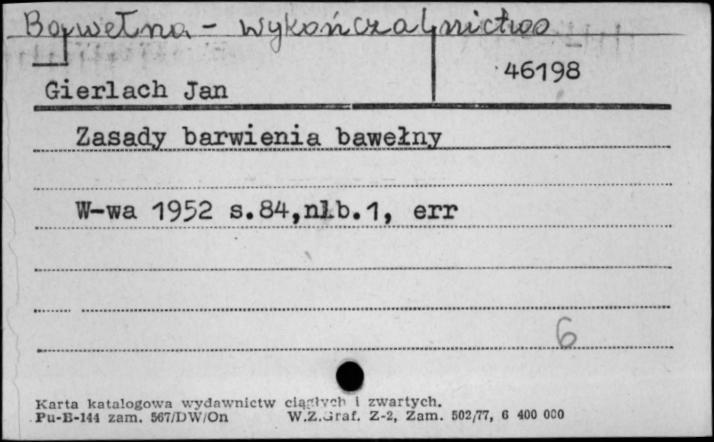 Bawełna - wykończalnictwo
46198
Gierlach Jan
Zasady barwienia bawełny
W-wa 1952 s.84,nlb.1, err
6
Karta katalogowa wydawnictw ciągłych i zwartych.
Pu-B-144 zam. 567/DW/On W.Z.Graf. Z-2, Zam. 502/77, 6 400 000